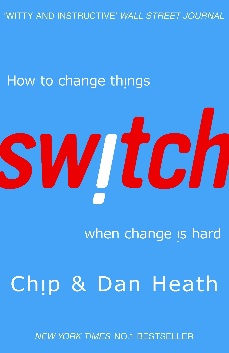 'WITTY AND INSTRUCTIVE' WALL STREET JOURNAL
How to change things
switch
when change is hard
Chip & Dan Heath
NEW YORK TIMES NO.1 BESTSELLER